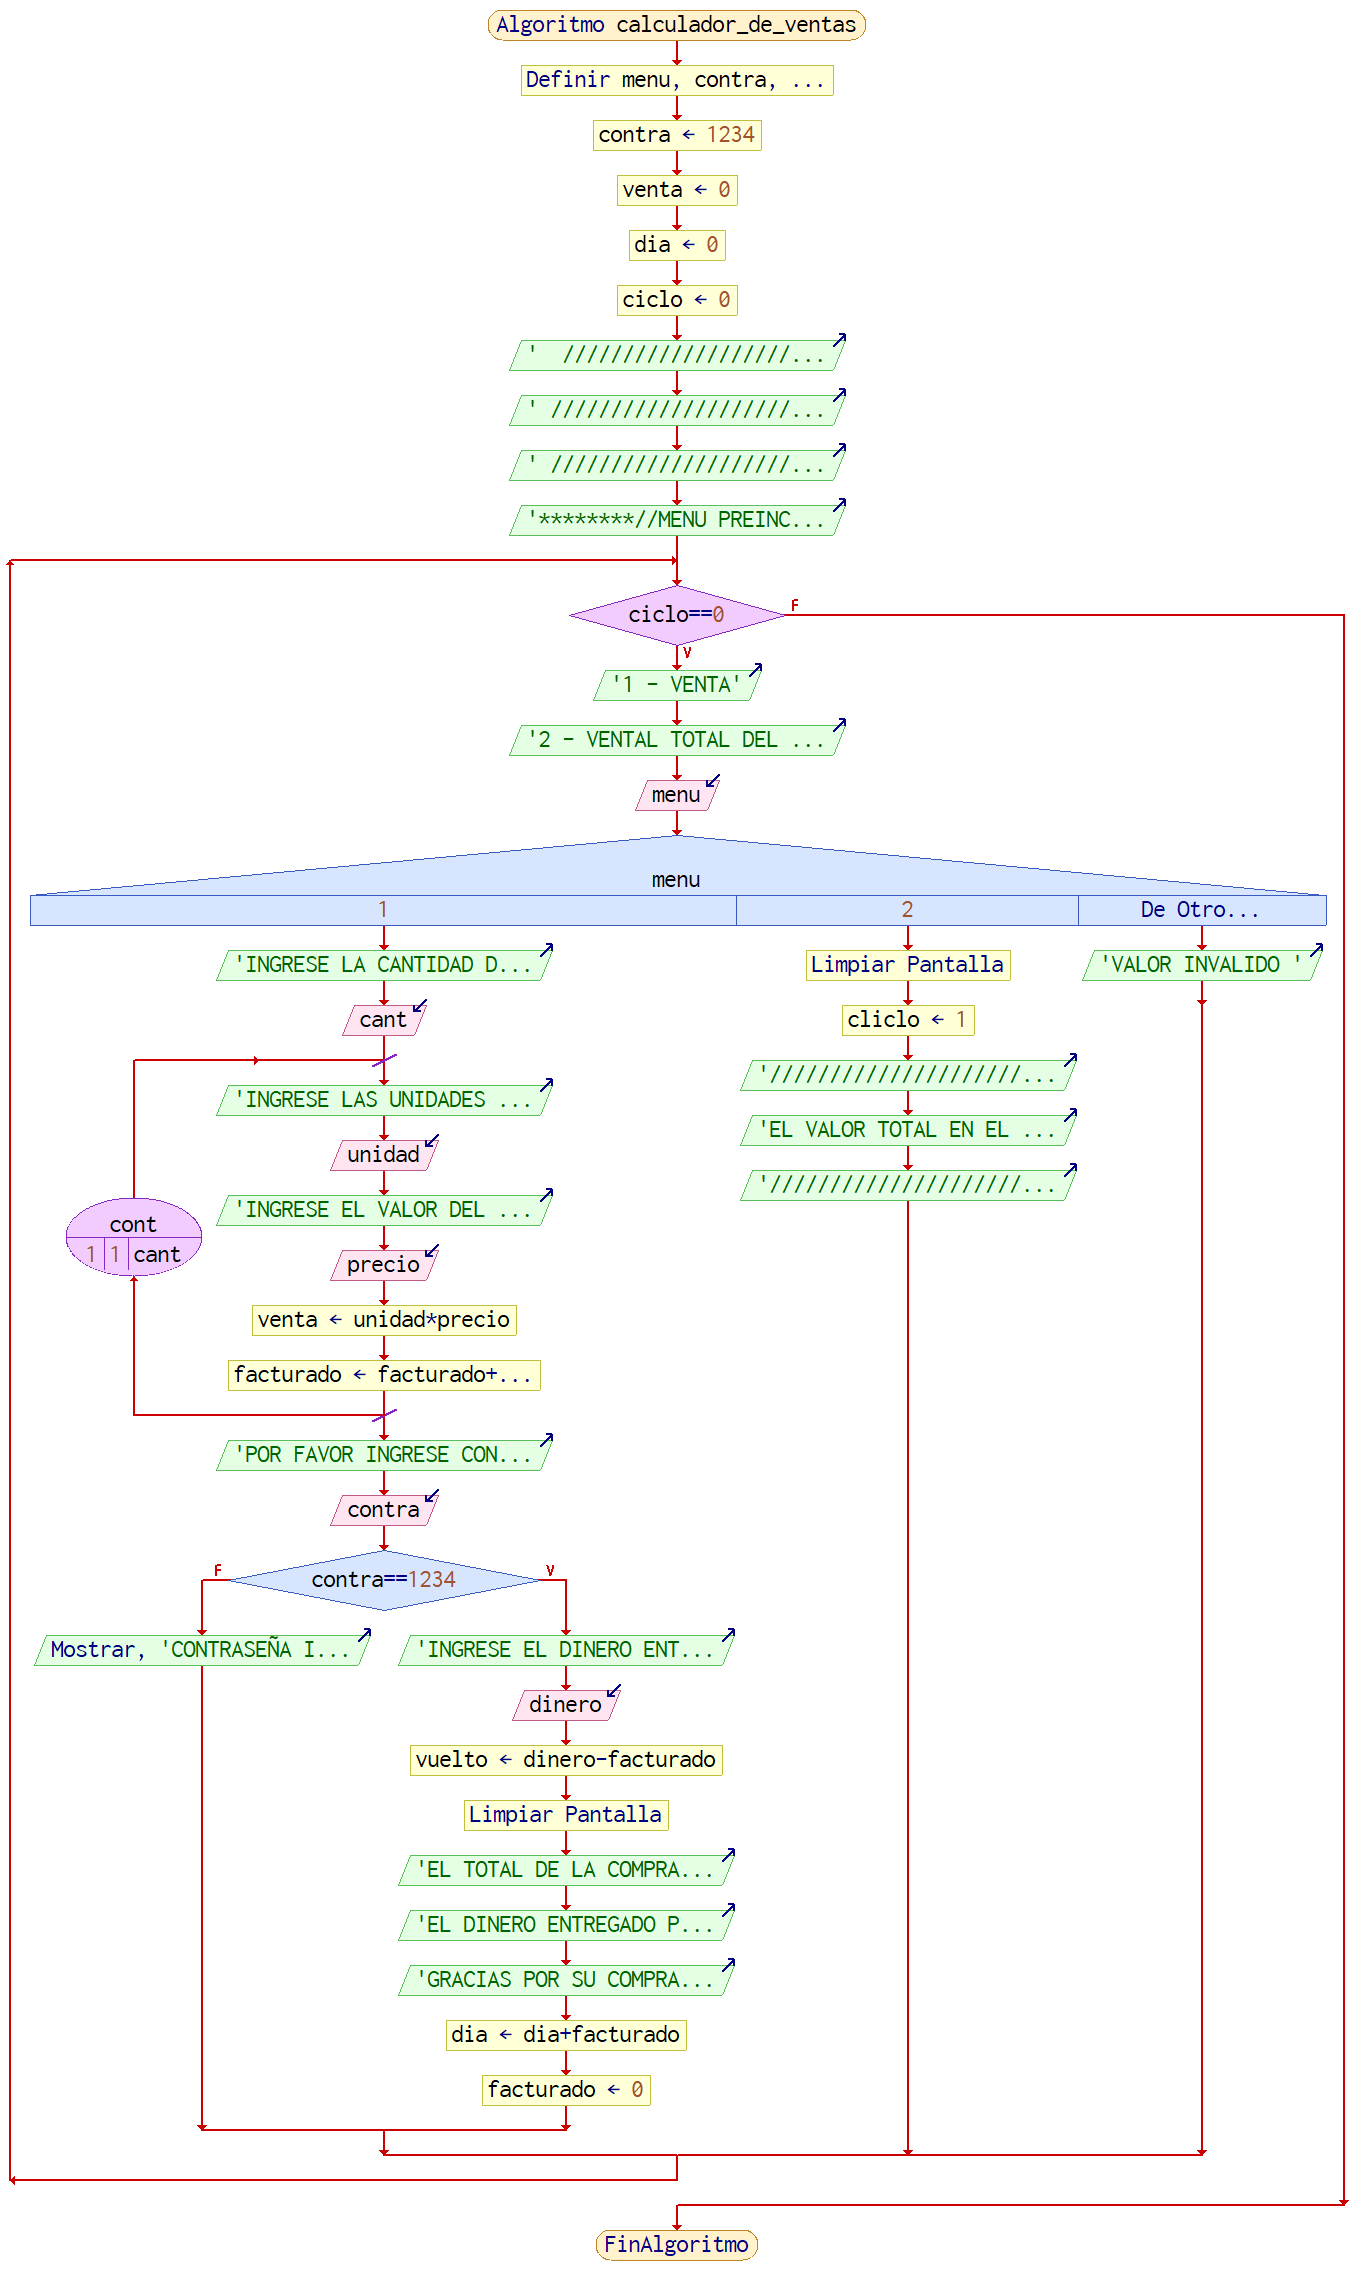 Algoritmo calculador_de_ventas
Definir menu, contra, ...
contra ← 1234
venta ← 0
dia ← 0
ciclo ← 0
'  ///////////////////...
' ////////////////////...
' ////////////////////...
'********//MENU PREINC...
ciclo==0
F
V
'1 - VENTA'
'2 - VENTAL TOTAL DEL ...
menu
menu
1
2
De Otro...
'INGRESE LA CANTIDAD D...
cant
'INGRESE LAS UNIDADES ...
unidad
'INGRESE EL VALOR DEL ...
cont
1 1 cant
precio
venta ← unidad*precio
facturado ← facturado+...
'POR FAVOR INGRESE CON...
contra
contra==1234
F
V
Mostrar, 'CONTRASEÑA I...
'INGRESE EL DINERO ENT...
dinero
vuelto ← dinero-facturado
Limpiar Pantalla
'EL TOTAL DE LA COMPRA...
'EL DINERO ENTREGADO P...
'GRACIAS POR SU COMPRA...
dia ← dia+facturado
facturado ← 0
Limpiar Pantalla
cliclo ← 1
'/////////////////////...
'EL VALOR TOTAL EN EL ...
'/////////////////////...
'VALOR INVALIDO '
FinAlgoritmo